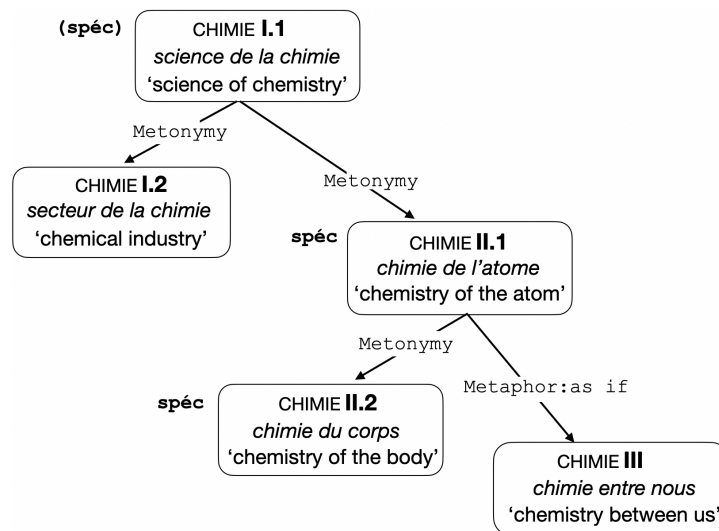 (spéc)
CHIMIE I.1
science de la chimie
‘science of chemistry’
Metonymy
CHIMIE I.2
secteur de la chimie
‘chemical industry’
Metonymy
spéc
CHIMIE II.1
chimie de l’atome
‘chemistry of the atom’
Metonymy
spéc
CHIMIE II.2
chimie du corps
‘chemistry of the body’
Metaphor:as if
CHIMIE III
chimie entre nous
‘chemistry between us’